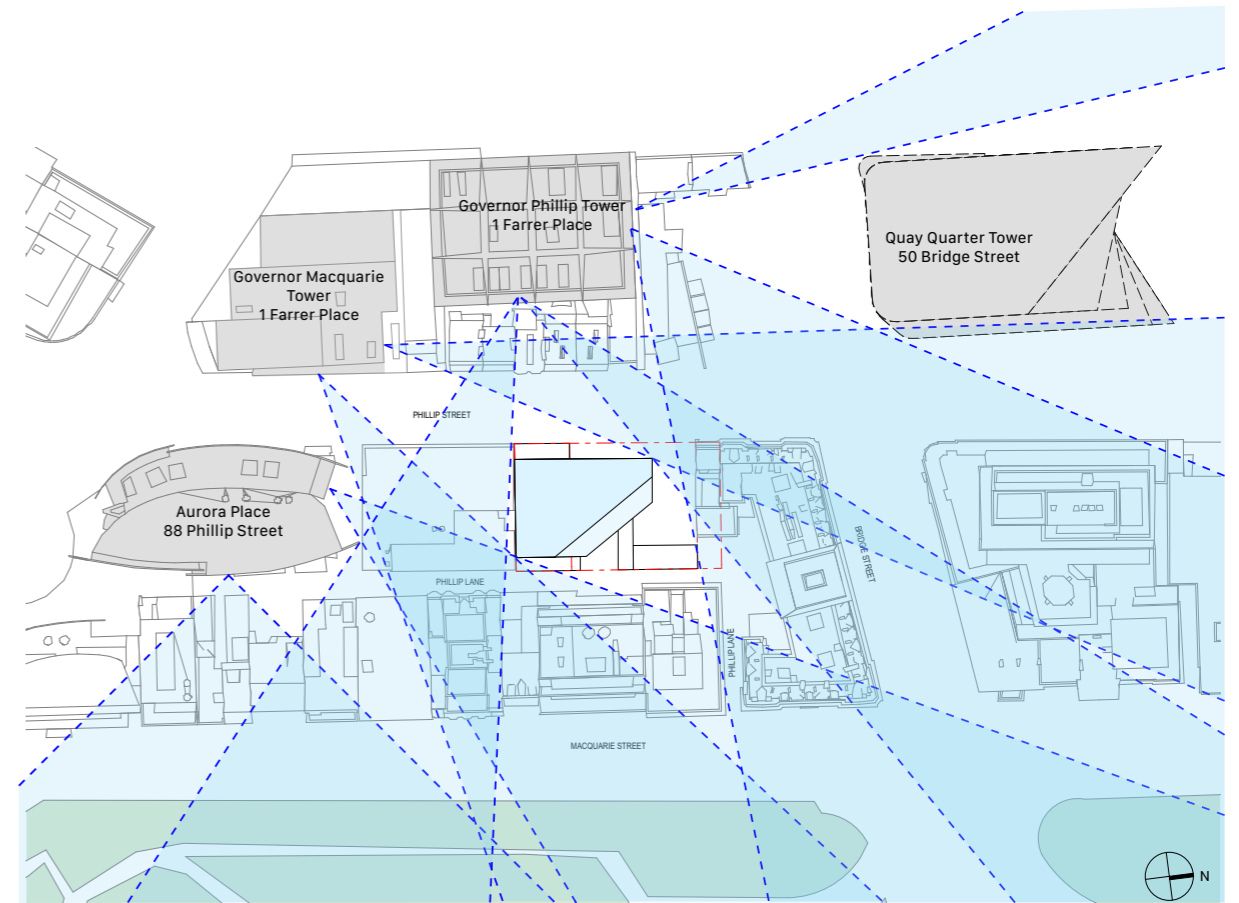 Governor Phillip Tower
1 Farrer Place
Quay Quarter Tower
50 Bridge Street
Governor Macquarie
Tower
1 Farrer Place
PHILLIP STREET
Aurora Place
88 Phillip Street
BRIDGE STREET
PHILLIP LANE
PHILLIP LANE
MACQUARIE STREET
N